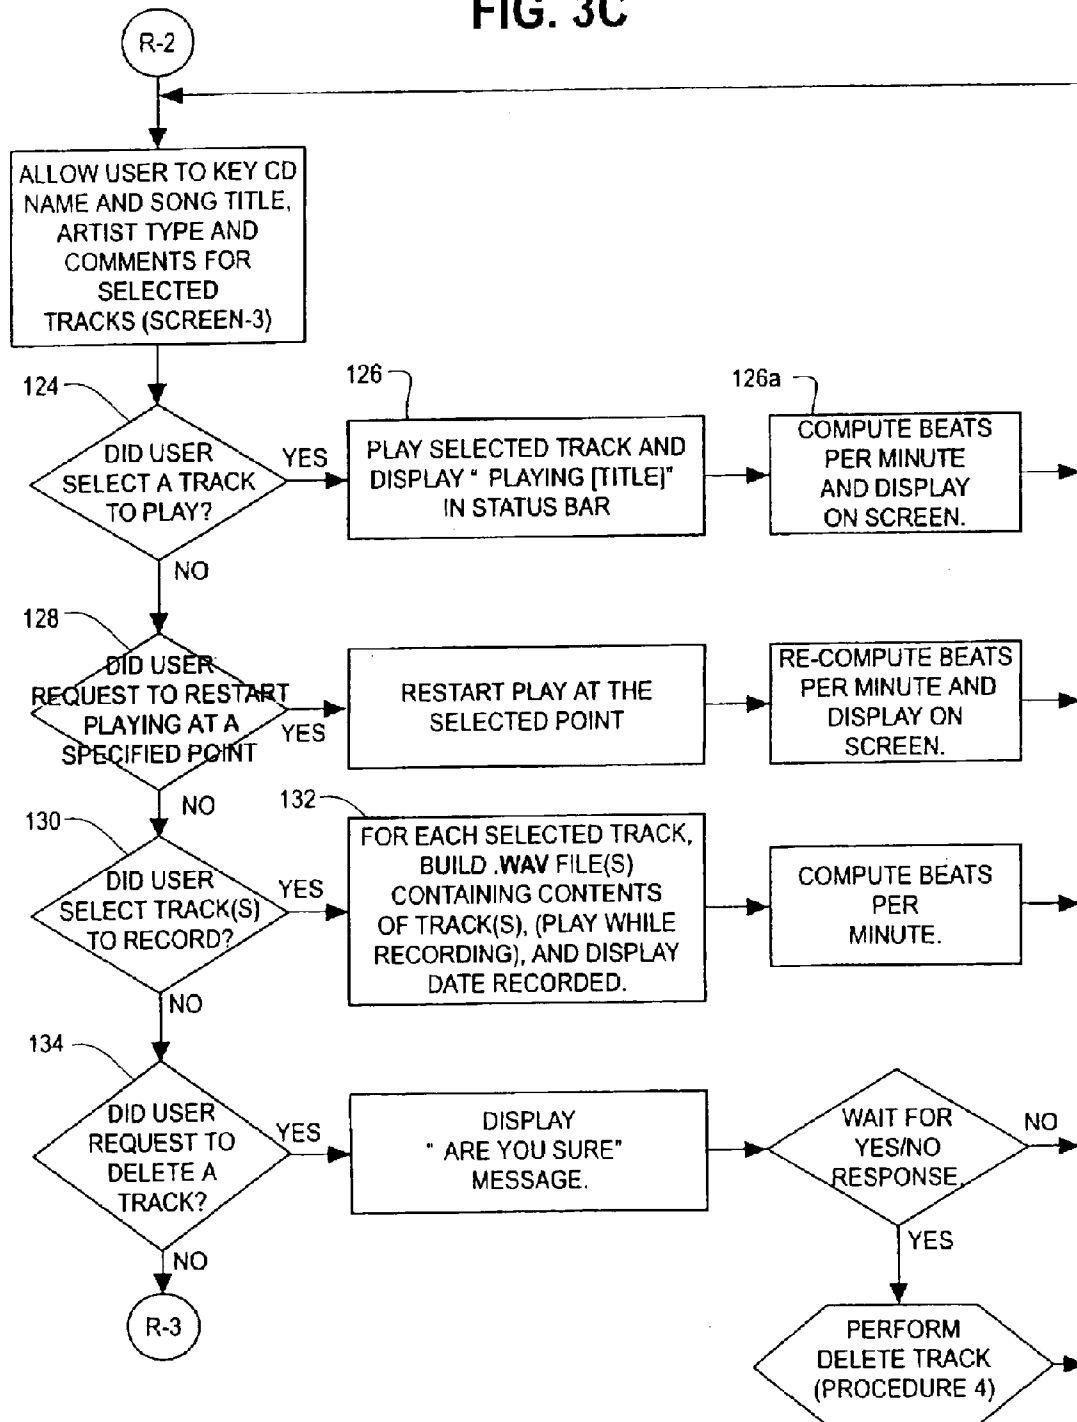 FIG. 3C
R-2
ALLOW USER TO KEY CD
NAME AND SONG TITLE,
ARTIST TYPE AND
COMMENTS FOR
SELECTED
TRACKS (SCREEN-3)
124
DID USER
SELECT A TRACK
TO PLAY?
YES
NO
126
PLAY SELECTED TRACK AND
DISPLAY " PLAYING [TITLE]"
IN STATUS BAR
126a
COMPUTE BEATS
PER MINUTE
AND DISPLAY
ON SCREEN.
128
DID USER
REQUEST TO RESTART
PLAYING AT A
SPECIFIED POINT
YES
NO
RESTART PLAY AT THE
SELECTED POINT
RE-COMPUTE BEATS
PER MINUTE AND
DISPLAY ON
SCREEN.
130
DID USER
SELECT TRACK(S)
TO RECORD?
YES
NO
132
FOR EACH SELECTED TRACK,
BUILD .WAV FILE(S)
CONTAINING CONTENTS
OF TRACK(S), (PLAY WHILE
RECORDING), AND DISPLAY
DATE RECORDED.
COMPUTE BEATS
PER
MINUTE.
134
DID USER
REQUEST TO
DELETE A
TRACK?
YES
NO
DISPLAY
" ARE YOU SURE"
MESSAGE.
WAIT FOR
YES/NO
RESPONSE.
NO
YES
PERFORM
DELETE TRACK
(PROCEDURE 4)
R-3